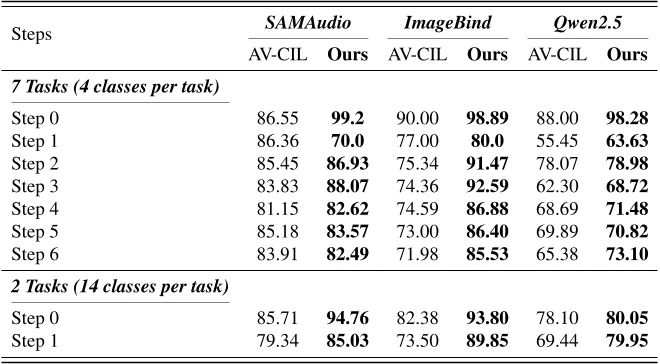 Steps SAMAudio ImageBind Qwen2.5
AV-CIL Ours AV-CIL Ours AV-CIL Ours
7 Tasks (4 classes per task)
Step 0 86.55 99.2 90.00 98.89 88.00 98.28
Step 1 86.36 70.0 77.00 80.0 55.45 63.63
Step 2 85.45 86.93 75.34 91.47 78.07 78.98
Step 3 83.83 88.07 74.36 92.59 62.30 68.72
Step 4 81.15 82.62 74.59 86.88 68.69 71.48
Step 5 85.18 83.57 73.00 86.40 69.89 70.82
Step 6 83.91 82.49 71.98 85.53 65.38 73.10
2 Tasks (14 classes per task)
Step 0 85.71 94.76 82.38 93.80 78.10 80.05
Step 1 79.34 85.03 73.50 89.85 69.44 79.95